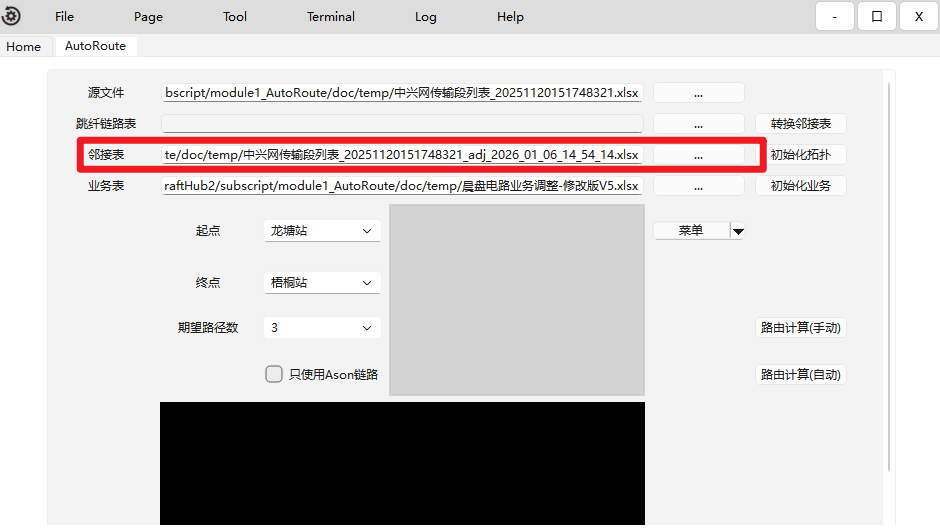 File Page Tool Terminal Log Help - 口 X
Home AutoRoute
源文件 bscript/module1_AutoRoute/doc/temp/中兴网传输段列表_20251120151748321.xlsx ...
跳纤链路表 ... 转换邻接表
邻接表 te/doc/temp/中兴网传输段列表_20251120151748321_adj_2026_01_06_14_54_14.xlsx ... 初始化拓扑
业务表 raftHub2/subscript/module1_AutoRoute/doc/temp/晨盘电路业务调整-修改版V5.xlsx ... 初始化业务
起点 龙塘站 菜单
终点 梧桐站
期望路径数 3 路由计算(手动)
只使用Ason链路 路由计算(自动)